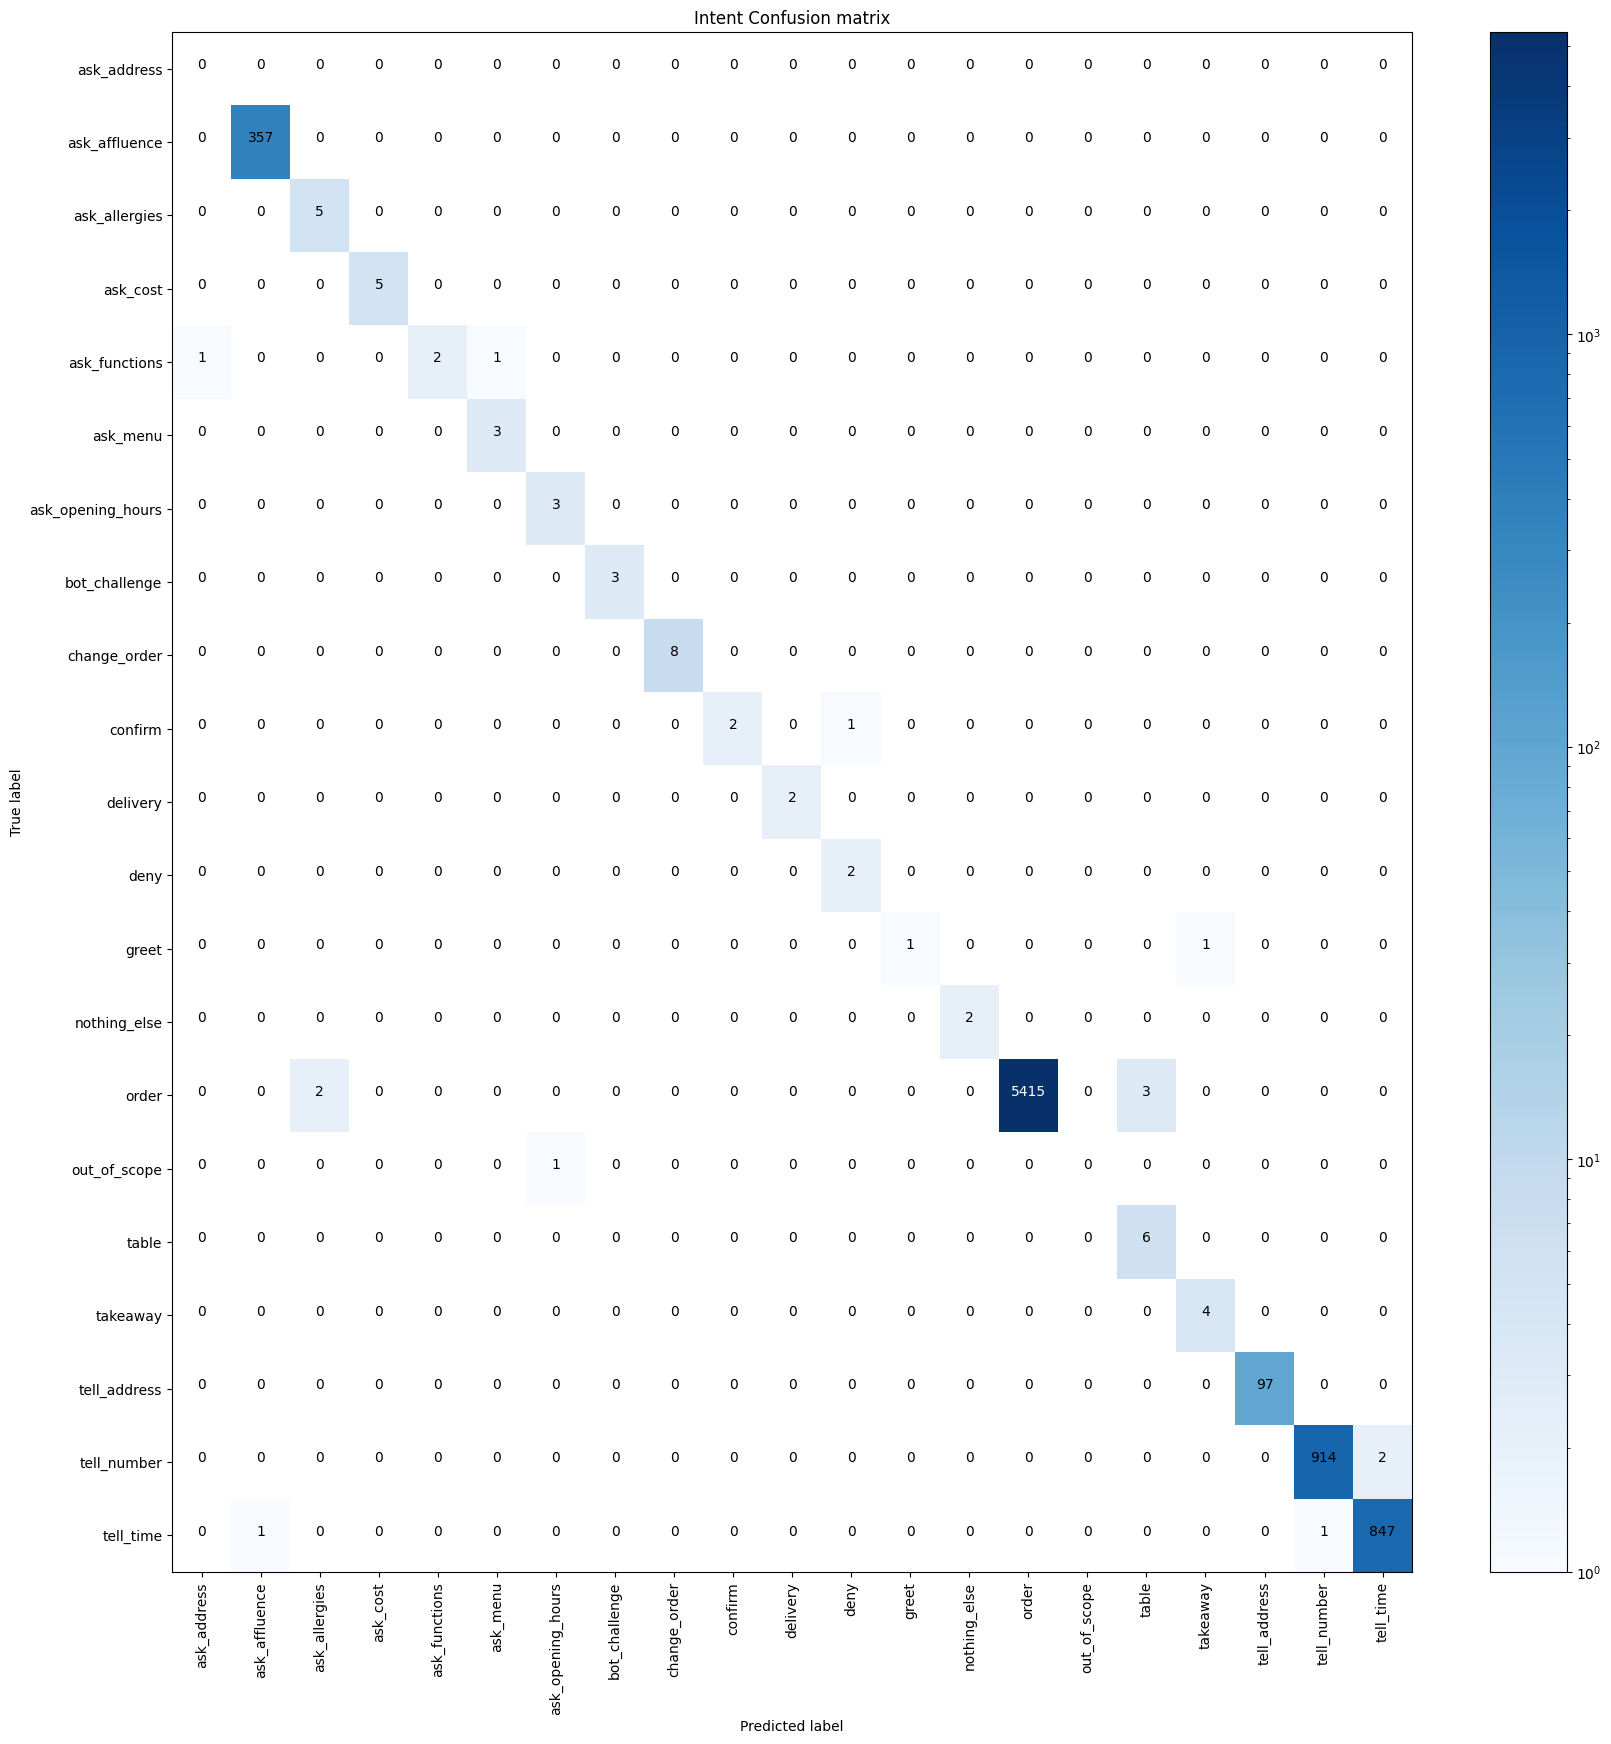 Intent Confusion matrix
True label
ask_address 0 0 0 0 0 0 0 0 0 0 0 0 0 0 0 0 0 0 0 0 0
ask_affluence 0 357 0 0 0 0 0 0 0 0 0 0 0 0 0 0 0 0 0 0 0
ask_allergies 0 0 5 0 0 0 0 0 0 0 0 0 0 0 0 0 0 0 0 0 0
ask_cost 0 0 0 5 0 0 0 0 0 0 0 0 0 0 0 0 0 0 0 0 0
ask_functions 1 0 0 0 2 1 0 0 0 0 0 0 0 0 0 0 0 0 0 0 0
ask_menu 0 0 0 0 0 3 0 0 0 0 0 0 0 0 0 0 0 0 0 0 0
ask_opening_hours 0 0 0 0 0 0 3 0 0 0 0 0 0 0 0 0 0 0 0 0 0
bot_challenge 0 0 0 0 0 0 0 3 0 0 0 0 0 0 0 0 0 0 0 0 0
change_order 0 0 0 0 0 0 0 0 8 0 0 0 0 0 0 0 0 0 0 0 0
confirm 0 0 0 0 0 0 0 0 0 2 0 1 0 0 0 0 0 0 0 0 0
delivery 0 0 0 0 0 0 0 0 0 0 2 0 0 0 0 0 0 0 0 0 0
deny 0 0 0 0 0 0 0 0 0 0 0 2 0 0 0 0 0 0 0 0 0
greet 0 0 0 0 0 0 0 0 0 0 0 0 1 0 0 0 0 1 0 0 0
nothing_else 0 0 0 0 0 0 0 0 0 0 0 0 0 2 0 0 0 0 0 0 0
order 0 0 2 0 0 0 0 0 0 0 0 0 0 0 5415 0 3 0 0 0 0
out_of_scope 0 0 0 0 0 0 1 0 0 0 0 0 0 0 0 0 0 0 0 0 0
table 0 0 0 0 0 0 0 0 0 0 0 0 0 0 0 0 6 0 0 0 0
takeaway 0 0 0 0 0 0 0 0 0 0 0 0 0 0 0 0 0 4 0 0 0
tell_address 0 0 0 0 0 0 0 0 0 0 0 0 0 0 0 0 0 0 97 0 0
tell_number 0 0 0 0 0 0 0 0 0 0 0 0 0 0 0 0 0 0 0 914 2
tell_time 0 1 0 0 0 0 0 0 0 0 0 0 0 0 0 0 0 0 0 1 847
ask_address
ask_affluence
ask_allergies
ask_cost
ask_functions
ask_menu
ask_opening_hours
bot_challenge
change_order
confirm
delivery
deny
greet
nothing_else
order
out_of_scope
table
takeaway
tell_address
tell_number
tell_time
Predicted label
10³
10²
10¹
10⁰